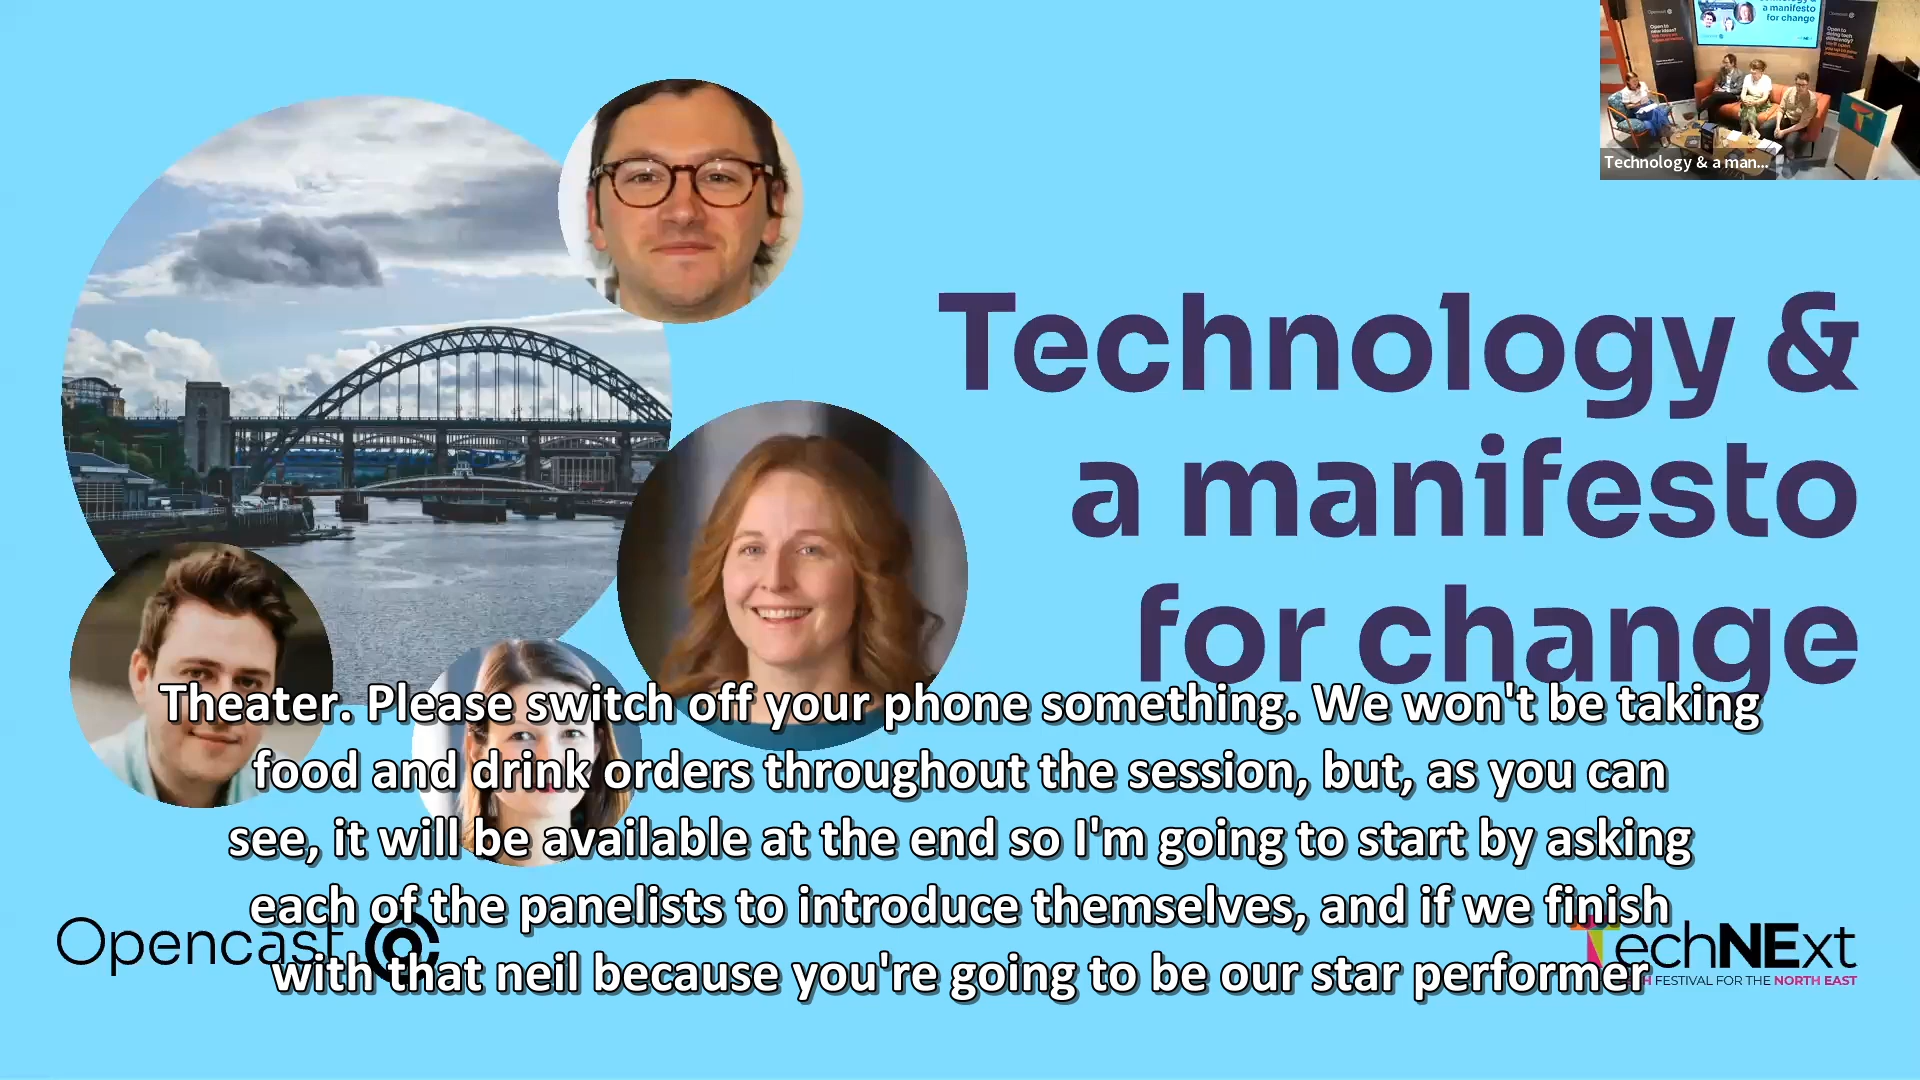 a manifesto
for change
Technology & a man...
Technology &
a manifesto
for change
Theater. Please switch off your phone something. We won't be taking
food and drink orders throughout the session, but, as you can
see, it will be available at the end so I'm going to start by asking
each of the panelists to introduce themselves, and if we finish
with that neil because you're going to be our star performer
Opencast
TechNExt
FESTIVAL FOR THE NORTH EAST